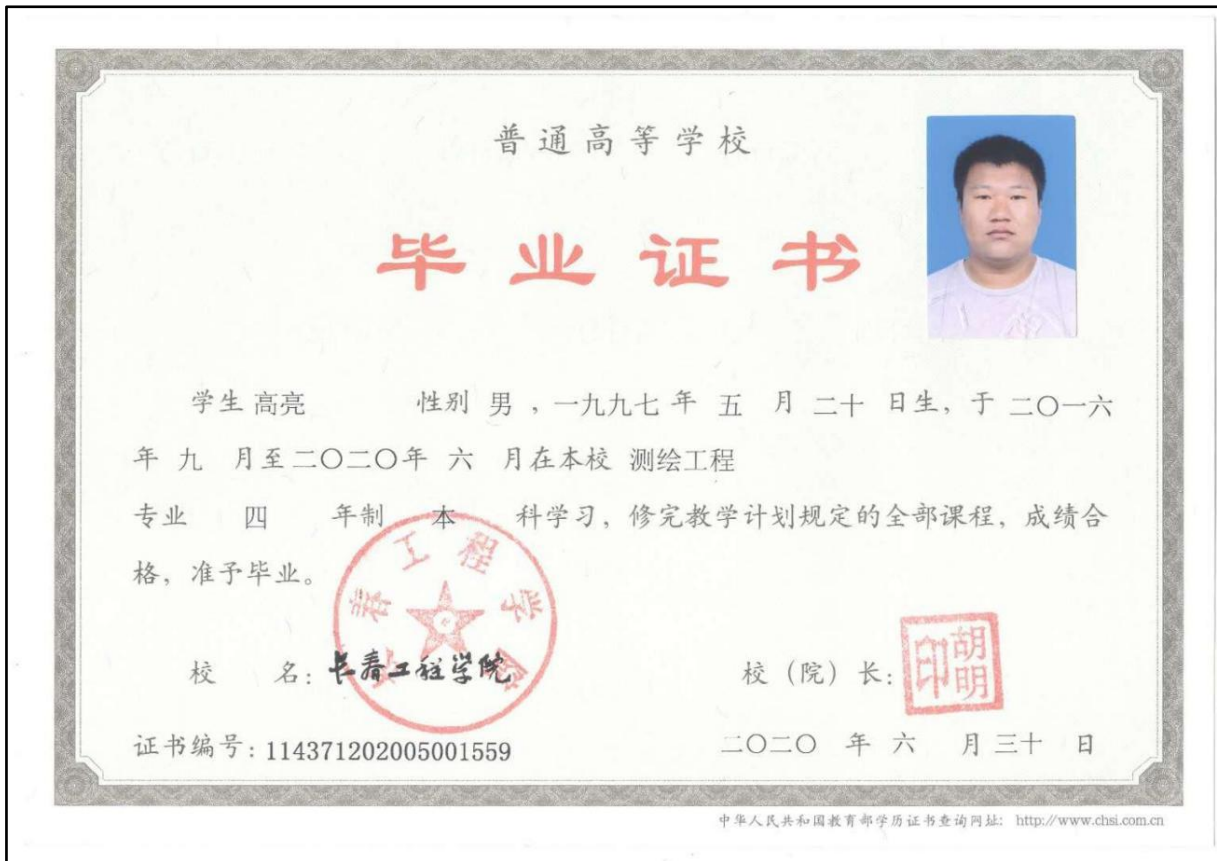 普通高等学校
毕业证书
学生 高亮 性别 男 ,一九九七 年 五 月 二十 日生, 于 二〇一六
年 九 月至二〇二〇年 六 月在本校 测绘工程
专业 四 年制 本 科学习, 修完教学计划规定的全部课程, 成绩合
格, 准予毕业。
长春工程学院
校 名: 长春工程学院
校 (院) 长: 胡明印
证书编号: 114371202005001559
二〇二〇 年 六 月 三十 日
中华人民共和国教育部学历证书查询网址: http://www.chsi.com.cn